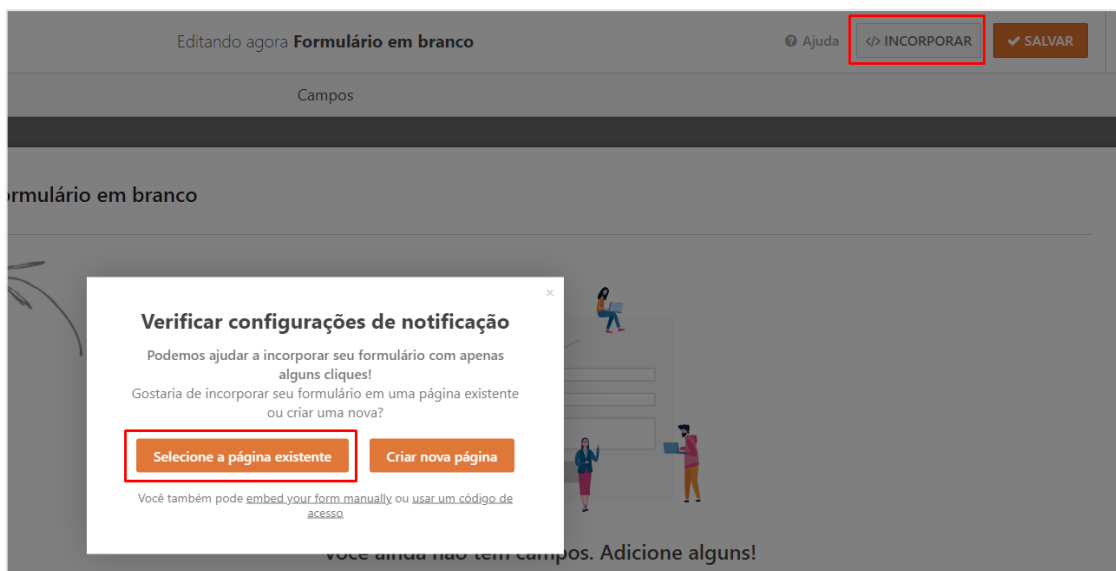 Editando agora Formulário em branco
Ajuda
</> INCORPORAR
SALVAR
Campos
ormulário em branco
×
Verificar configurações de notificação
Podemos ajudar a incorporar seu formulário com apenas
alguns cliques!
Gostaria de incorporar seu formulário em uma página existente
ou criar uma nova?
Selecione a página existente
Criar nova página
Você também pode embed your form manually ou usar um código de
acesso
Você ainda não tem campos. Adicione alguns!